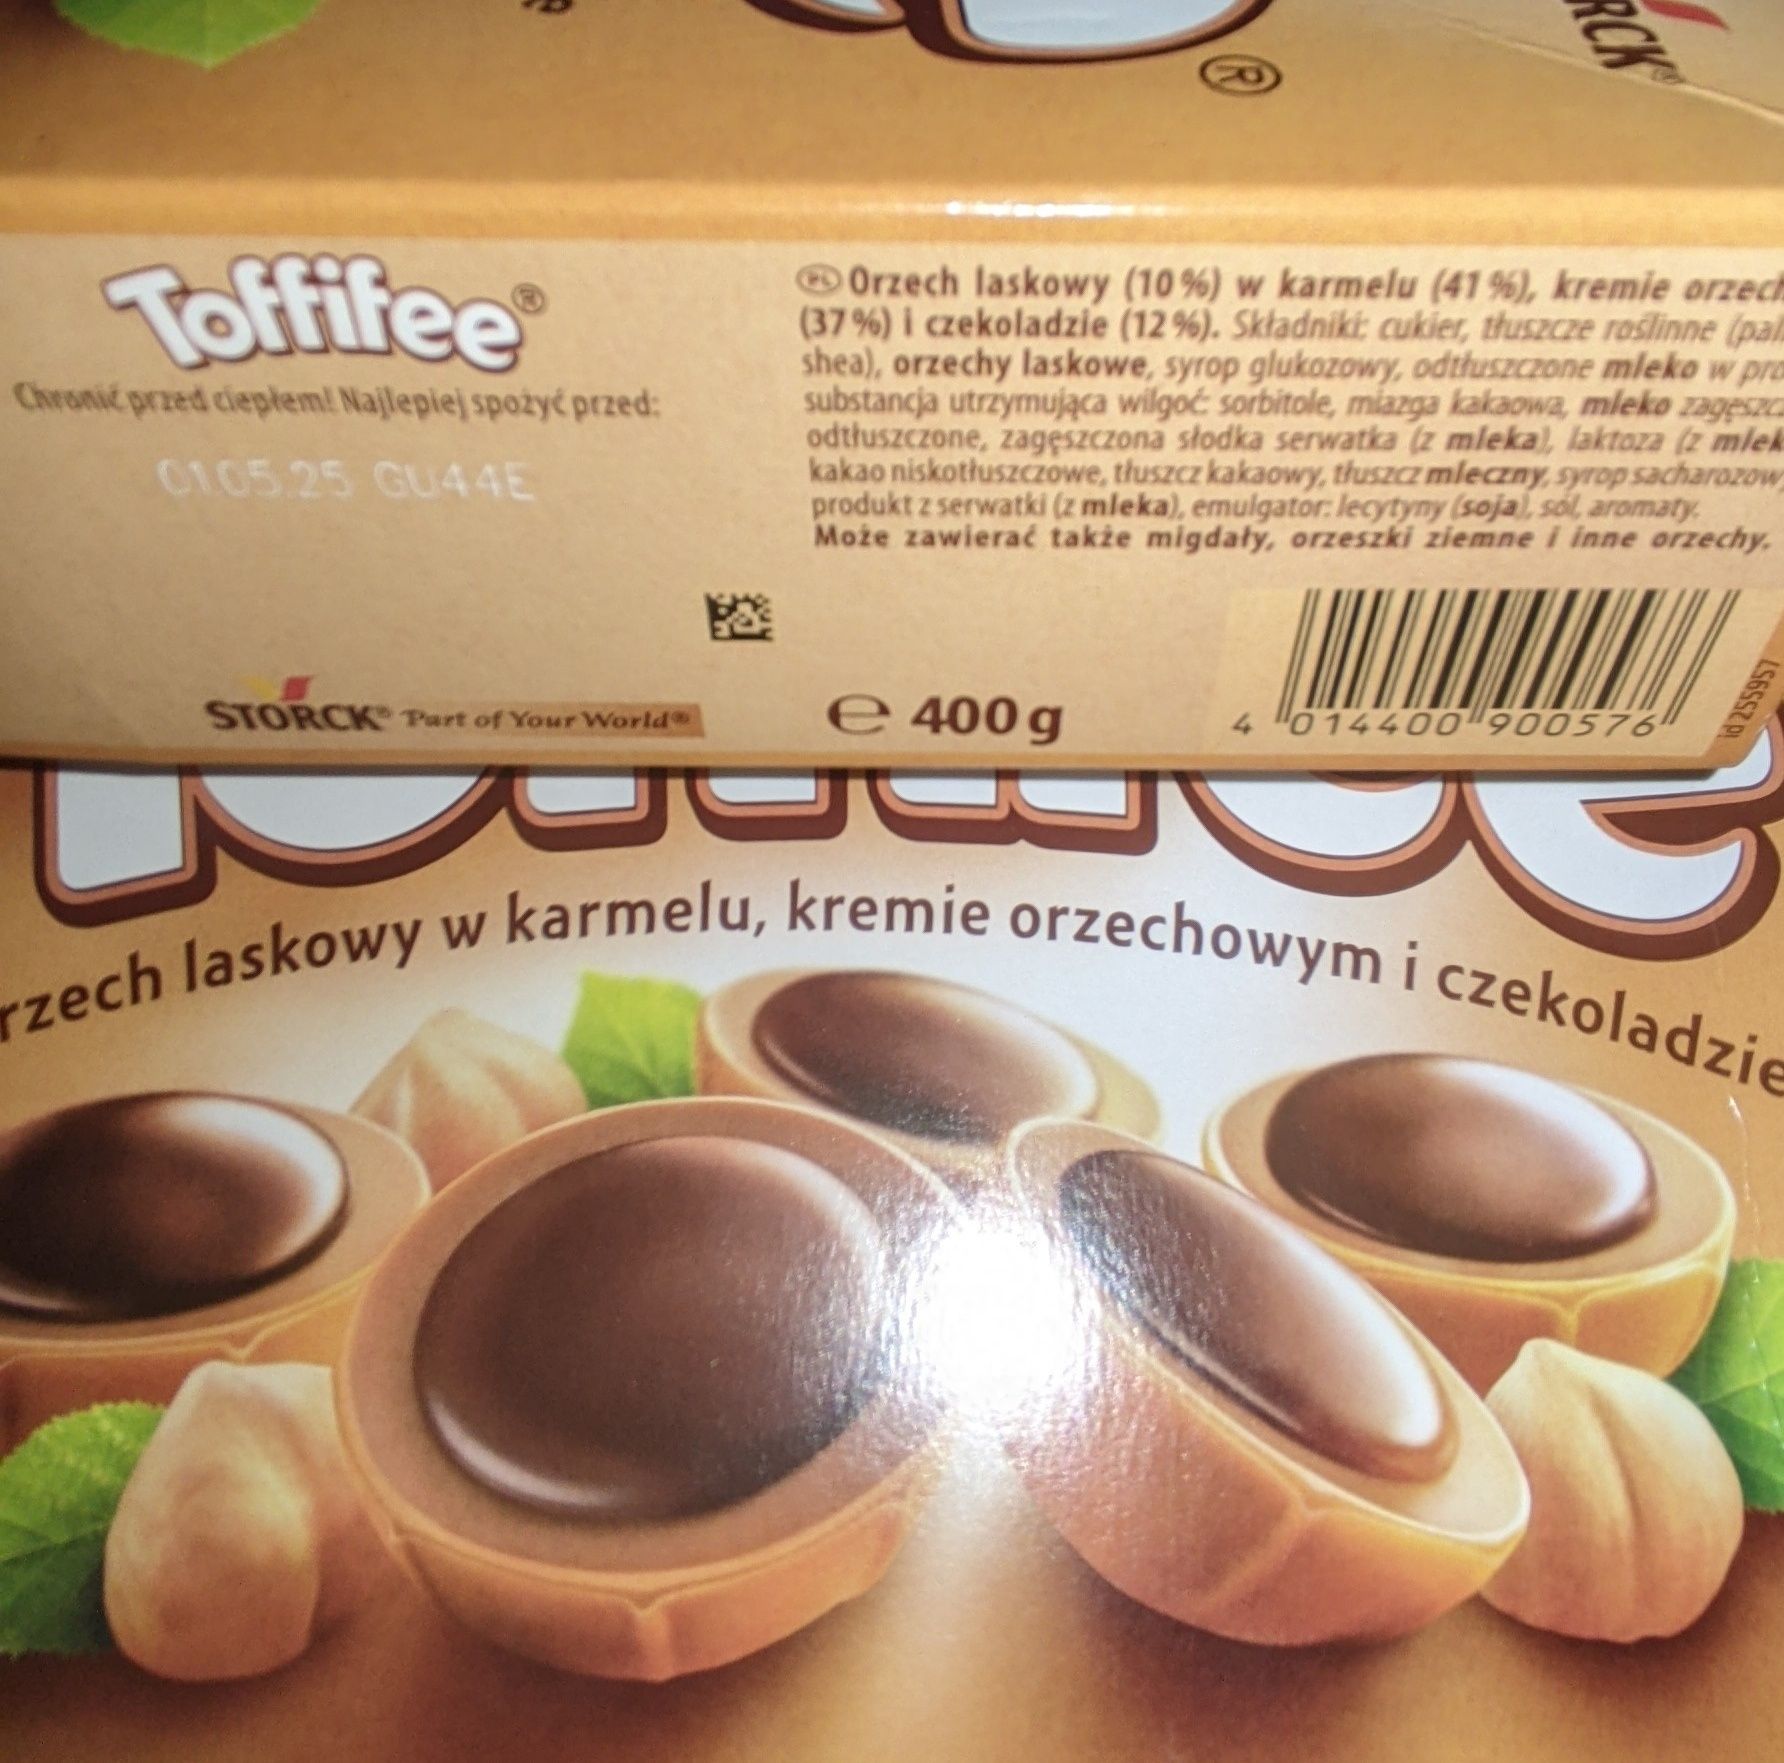 ®
RCK®
Toffifee®
Chronić przed ciepłem! Najlepiej spożyć przed:
01.05.25 GU44E
PL Orzech laskowy (10%) w karmelu (41%), kremie orzech
(37%) i czekoladzie (12%). Składniki: cukier, tłuszcze roślinne (pal
shea), orzechy laskowe, syrop glukozowy, odtłuszczone mleko w pro
substancja utrzymująca wilgoć: sorbitole, miazga kakaowa, mleko zagęszcz
odtłuszczone, zagęszczona słodka serwatka (z mleka), laktoza (z mlek
kakao niskotłuszczowe, tłuszcz kakaowy, tłuszcz mleczny, syrop sacharozow
produkt z serwatki (z mleka), emulgator: lecytyny (soja), sól, aromaty.
Może zawierać także migdały, orzeszki ziemne i inne orzechy.
STORCK® Part of Your World®
e 400 g
4 014400 900576
id 255957
rzech laskowy w karmelu, kremie orzechowym i czekoladzie